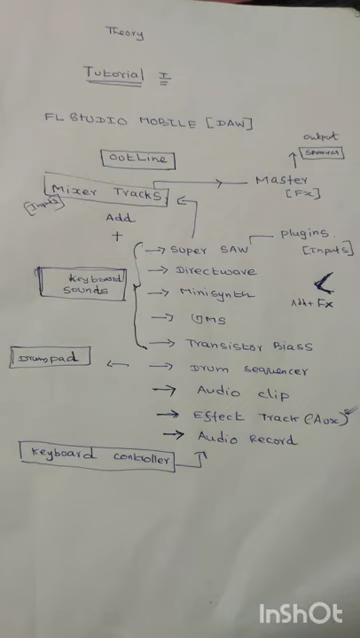 Theory
Tutorial I
FL STUDIO MOBILE [DAW]
output
OutLine
speakers
Mixer Tracks
Master
[Inputs]
[Fx]
Add
+
plugins
→ Super SAW
[Inputs]
→ Directwave
Keyboard
Sounds
→ Minisynth
Add + Fx
→ GMS
→ Transistor Biass
Drumpad
→ Drum sequencer
→ Audio clip
→ Effect Track (Aux)
→ Audio Record
Keyboard controller
InShOt